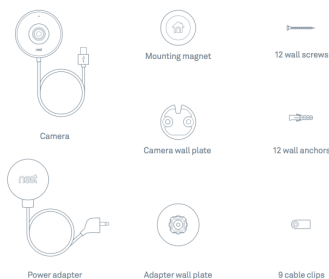 nest
Mounting magnet
12 wall screws
Camera
Camera wall plate
12 wall anchors
nest
Power adapter
Adapter wall plate
9 cable clips